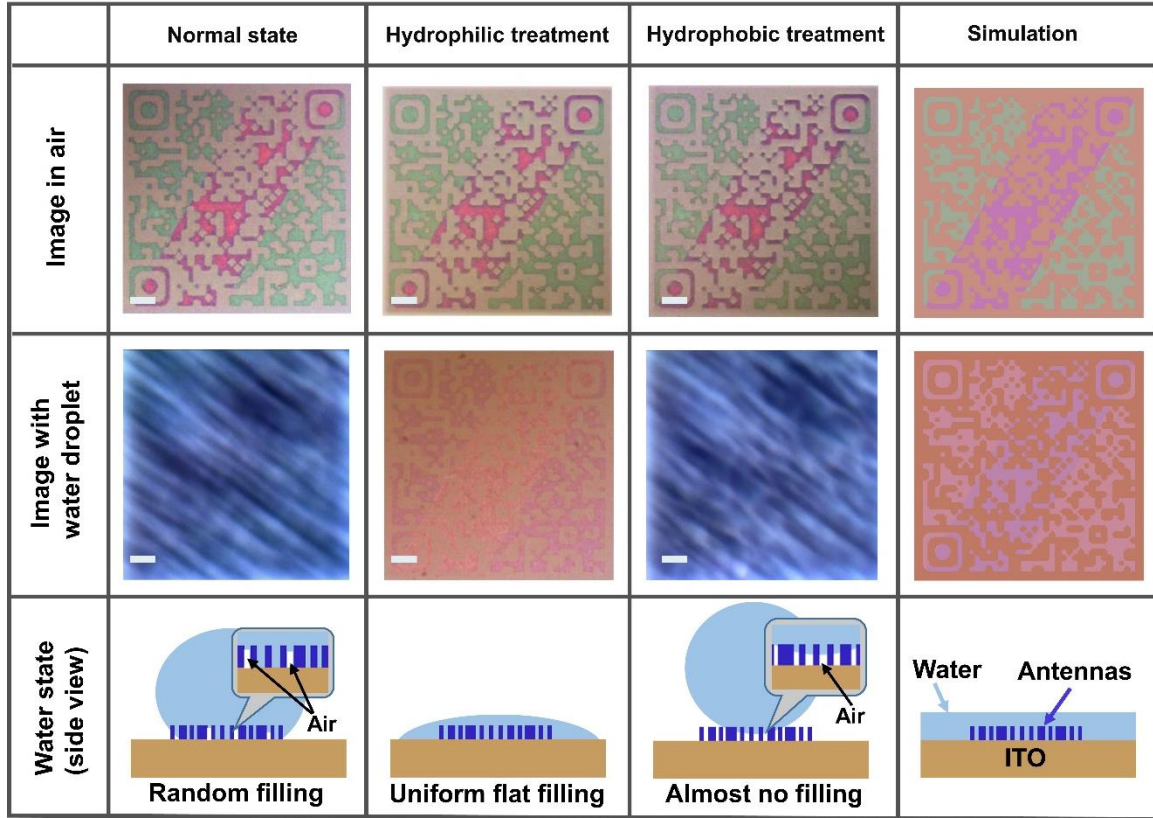 Normal state
Hydrophilic treatment
Hydrophobic treatment
Simulation
Image in air
Image with
water droplet
Water state
(side view)
Air
Random filling
Uniform flat filling
Air
Almost no filling
Water
Antennas
ITO